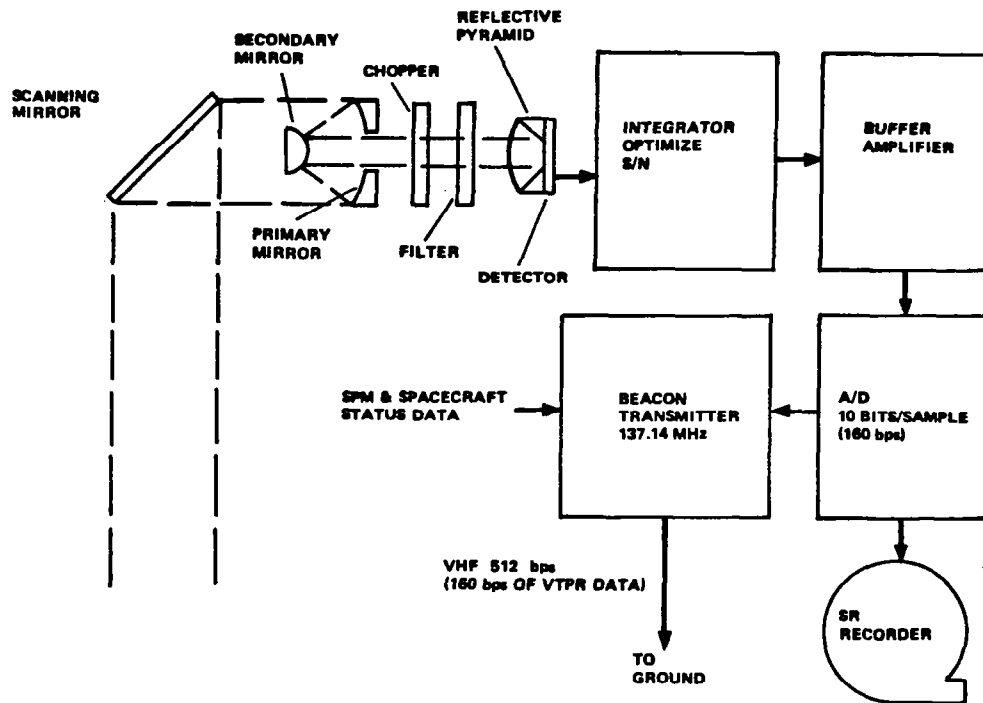 REFLECTIVE
PYRAMID
SECONDARY
MIRROR
CHOPPER
SCANNING
MIRROR
INTEGRATOR
OPTIMIZE
S/N
BUFFER
AMPLIFIER
PRIMARY
MIRROR
FILTER
DETECTOR
SPM & SPACECRAFT
STATUS DATA
BEACON
TRANSMITTER
137.14 MHz
A/D
10 BITS/SAMPLE
(160 bps)
VHF 512 bps
(160 bps OF VTPR DATA)
SR
RECORDER
TO
GROUND